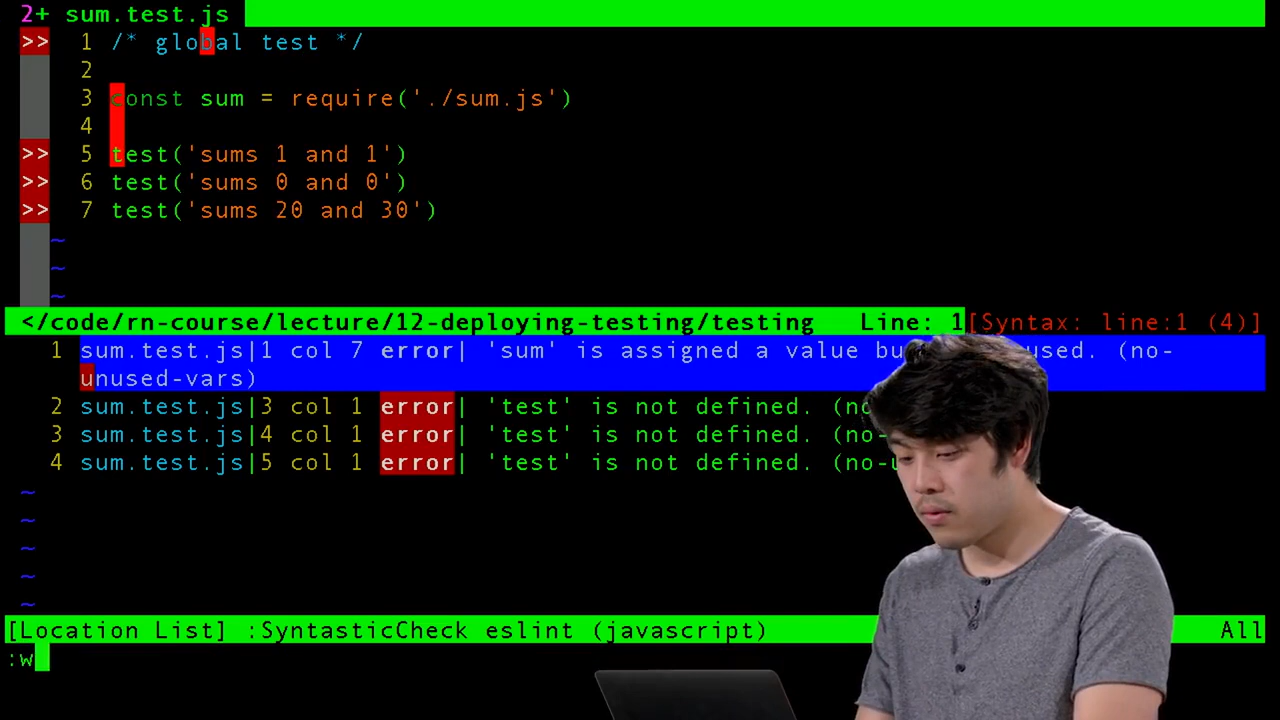 2+ sum.test.js
>> 1 /* global test */
2
3 const sum = require('./sum.js')
4
>> 5 test('sums 1 and 1')
>> 6 test('sums 0 and 0')
>> 7 test('sums 20 and 30')
~
~
~
</code/rn-course/lecture/12-deploying-testing/testing Line: 1[Syntax: line:1 (4)]
1 sum.test.js|1 col 7 error| 'sum' is assigned a value bu used. (no-
unused-vars)
2 sum.test.js|3 col 1 error| 'test' is not defined. (no
3 sum.test.js|4 col 1 error| 'test' is not defined. (no-
4 sum.test.js|5 col 1 error| 'test' is not defined. (no-u
~
~
~
~
~
[Location List] :SyntasticCheck eslint (javascript) All
:w